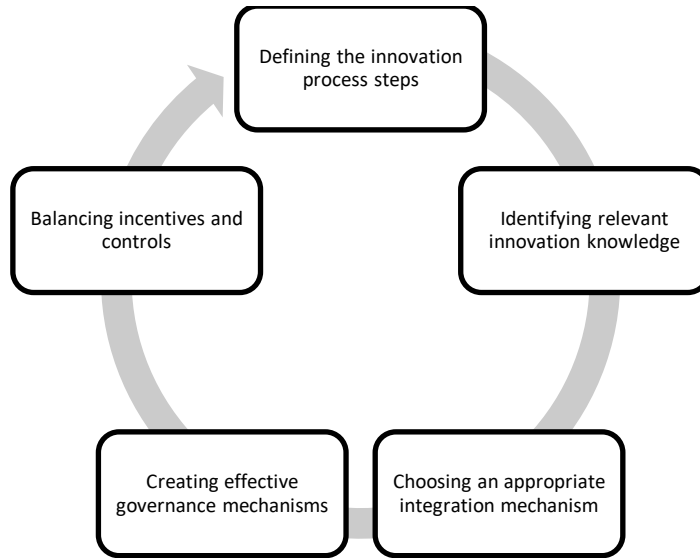 Defining the innovation
process steps
Identifying relevant
innovation knowledge
Choosing an appropriate
integration mechanism
Creating effective
governance mechanisms
Balancing incentives and
controls